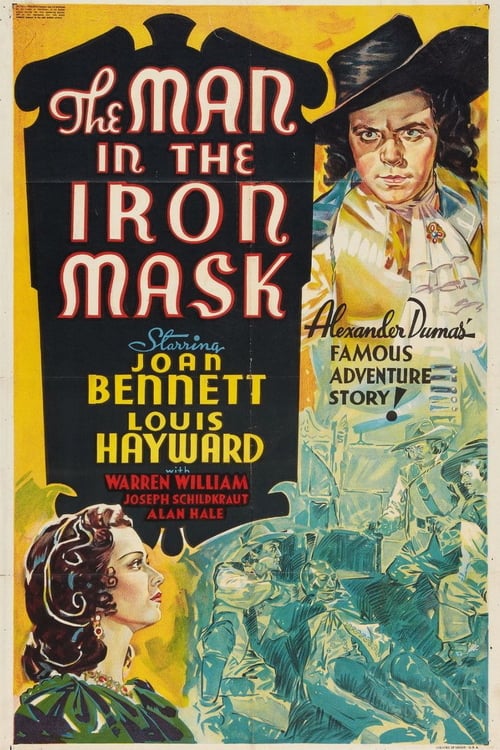 The MAN
IN THE
IRON
MASK
Starring
JOAN
BENNETT
LOUIS
HAYWARD
with
WARREN WILLIAM
JOSEPH SCHILDKRAUT
ALAN HALE
Alexander Dumas'
FAMOUS
ADVENTURE
STORY!